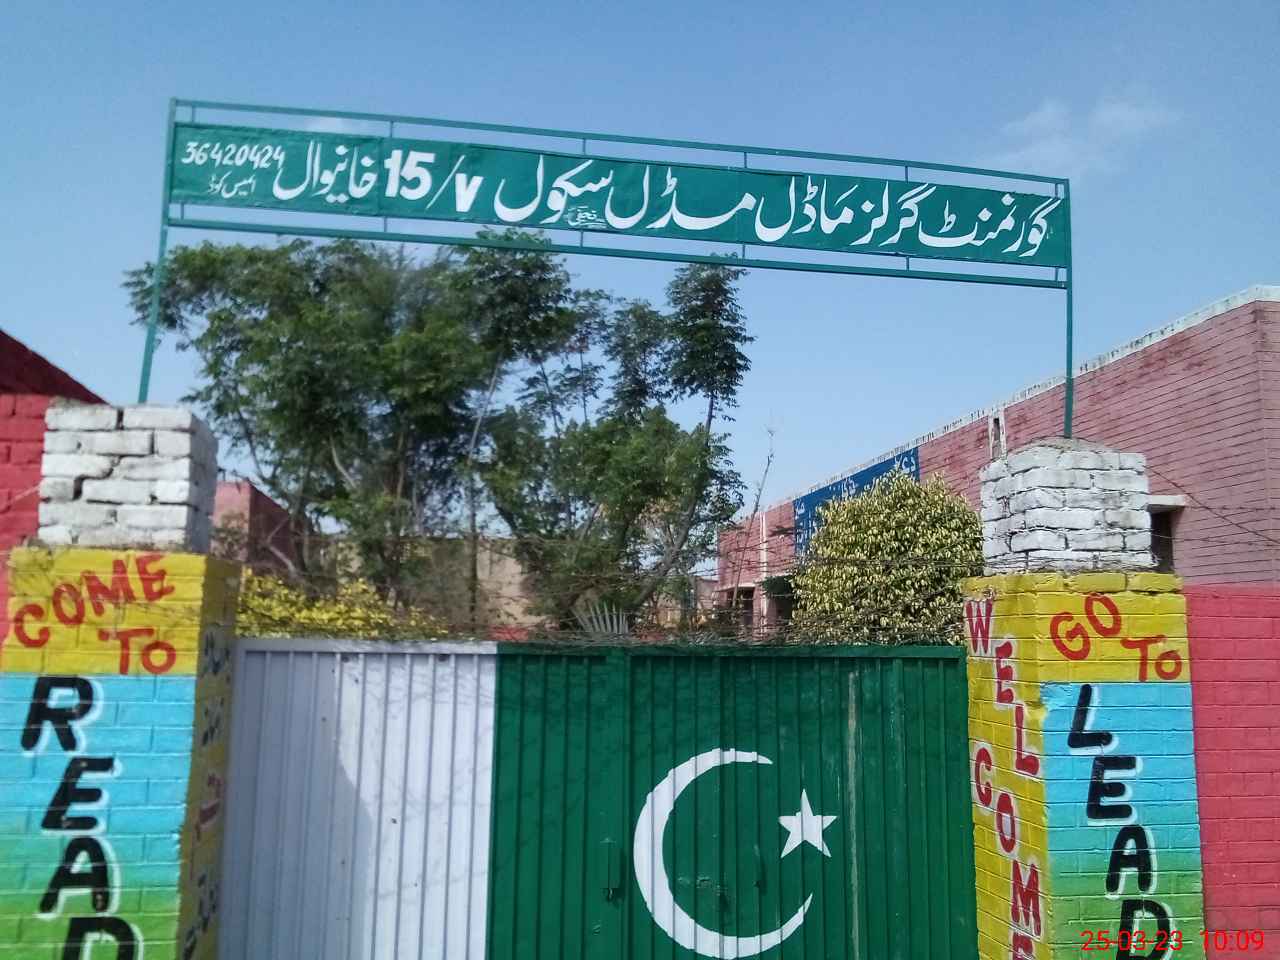 گورنمنٹ گرلز ماڈل مڈل سکول 15/V خانیوال
36420424
ایمیس کوڈ
COME
TO
READ
WELCOME
GO
TO
LEAD
25-03-23 10:09